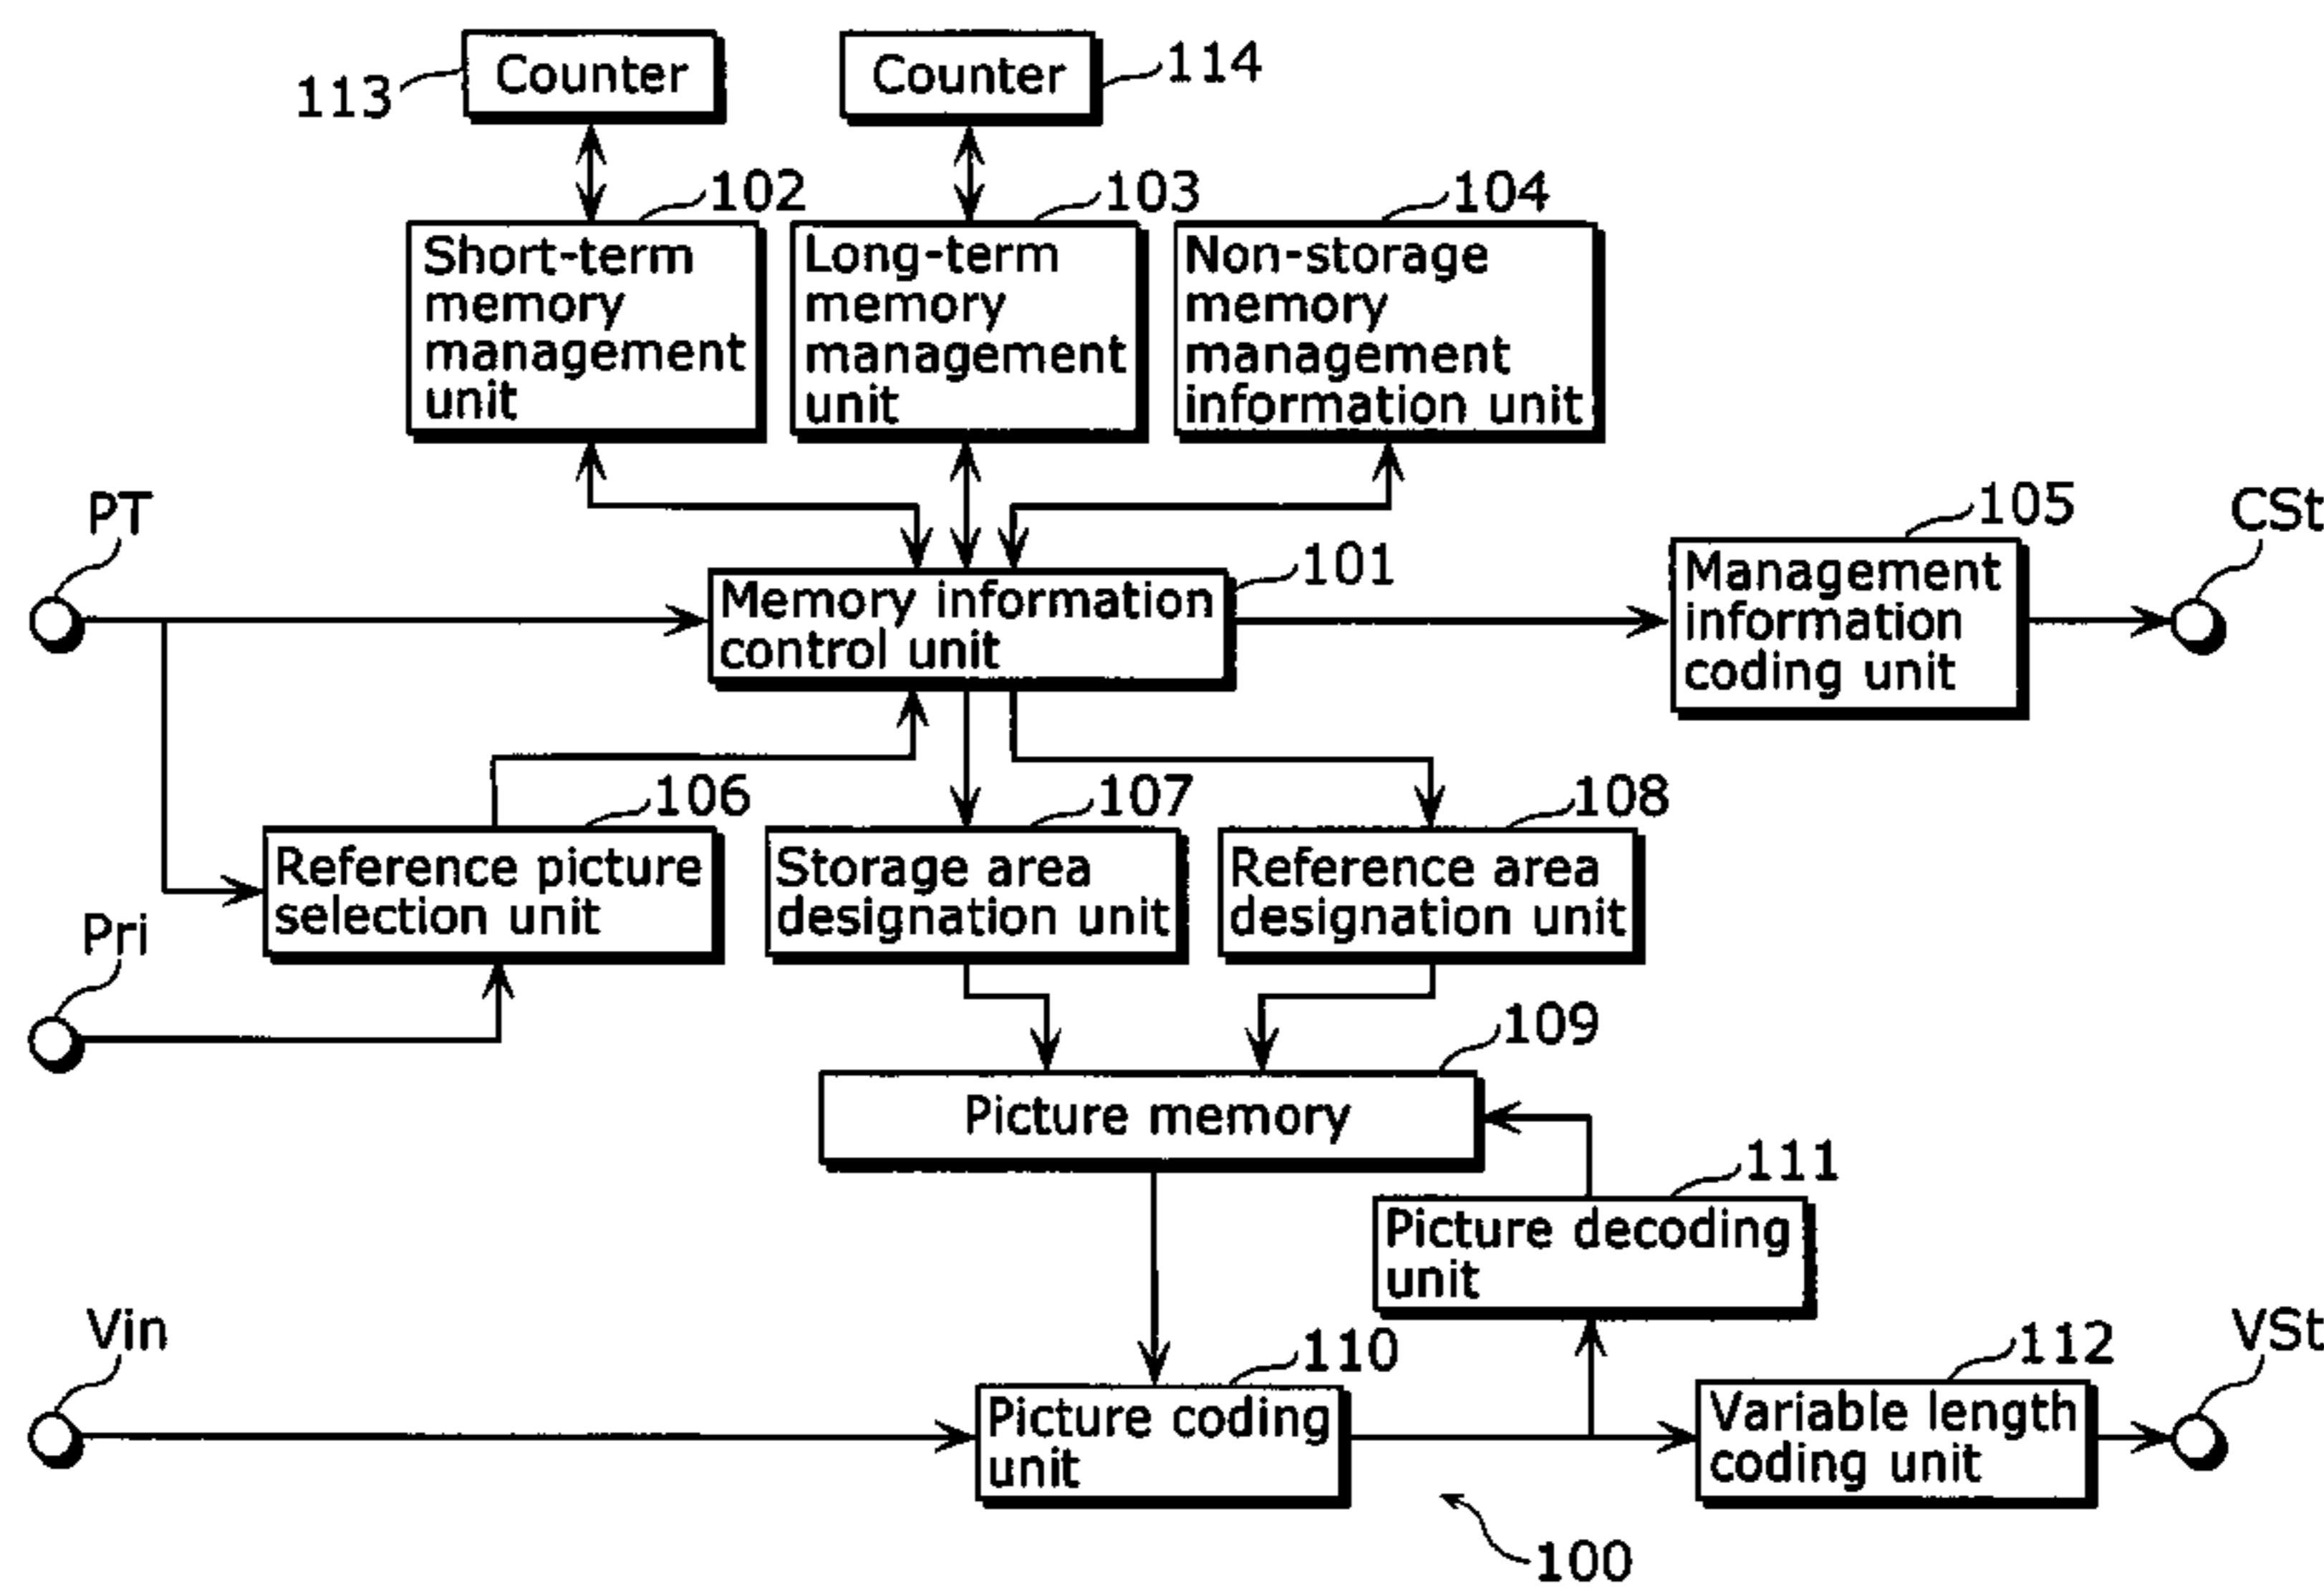 Counter
113
Counter
114
102
103
104
Short-term
memory
management
unit
Long-term
memory
management
unit
Non-storage
memory
management
information unit
PT
105
CSt
101
Memory information
control unit
Management
information
coding unit
106
107
108
Reference picture
selection unit
Storage area
designation unit
Reference area
designation unit
Pri
109
Picture memory
111
Picture decoding
unit
Vin
110
112
VSt
Picture coding
unit
Variable length
coding unit
100